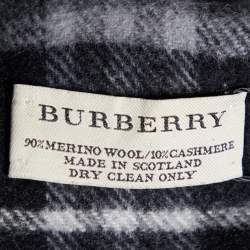 BURBERRY
90% MERINO WOOL/10% CASHMERE
MADE IN SCOTLAND
DRY CLEAN ONLY